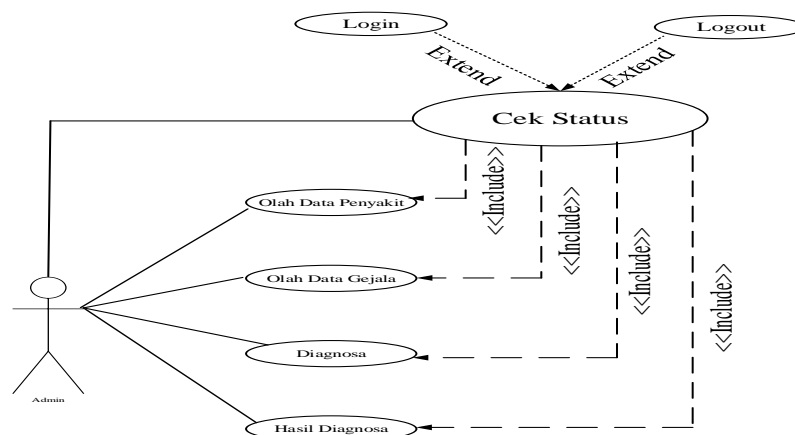 Login
Logout
Extend
Extend
Cek Status
<<Include>>
<<Include>>
<<Include>>
<<Include>>
Olah Data Penyakit
Olah Data Gejala
Diagnosa
Hasil Diagnosa
Admin